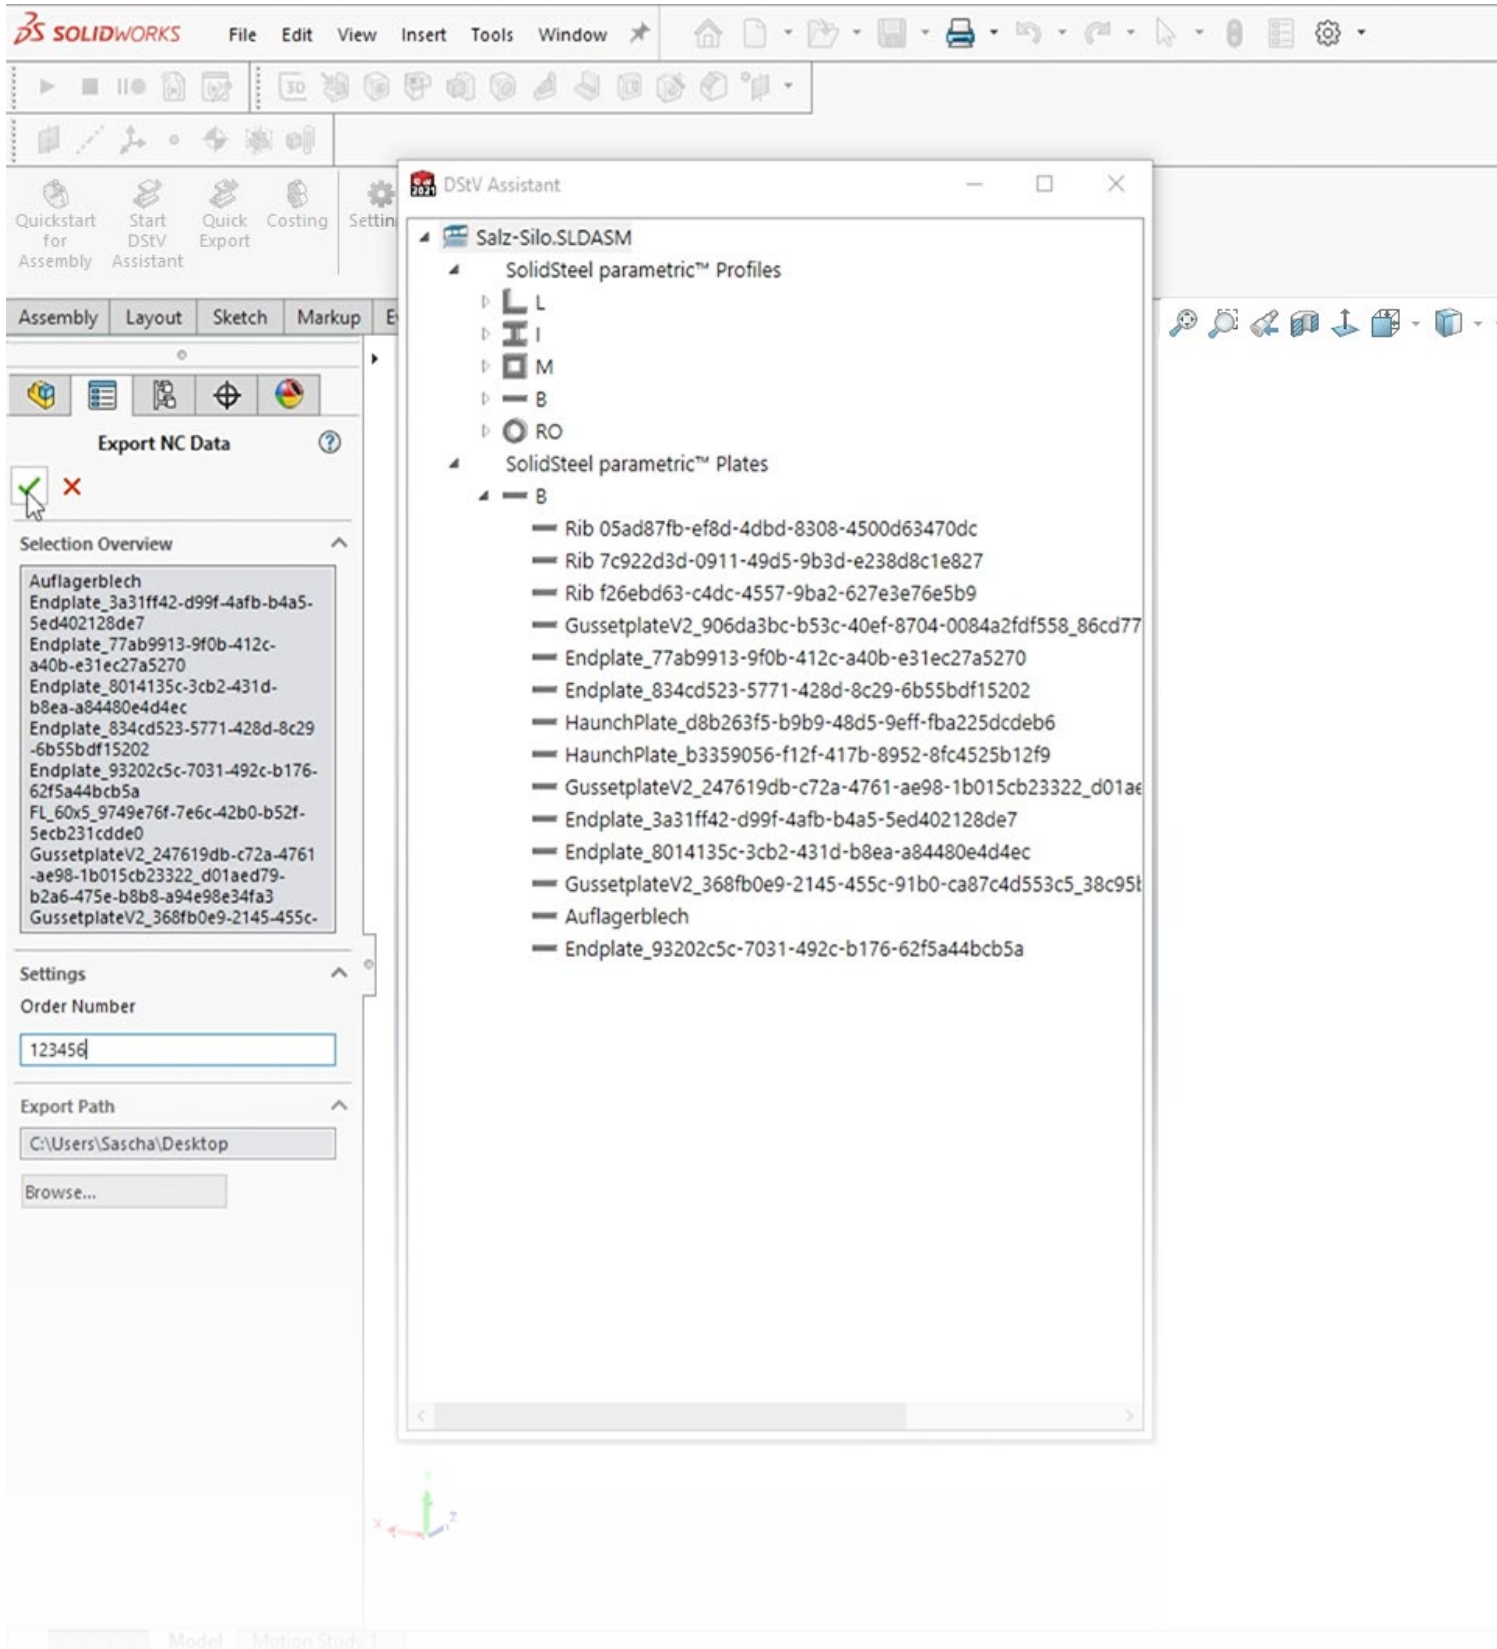 SOLIDWORKS File Edit View Insert Tools Window
3D
Quickstart for Assembly
Start DStV Assistant
Quick Export
Costing
Settin
Assembly Layout Sketch Markup E
Export NC Data
Selection Overview
Auflagerblech
Endplate_3a31ff42-d99f-4afb-b4a5-
5ed402128de7
Endplate_77ab9913-9f0b-412c-
a40b-e31ec27a5270
Endplate_8014135c-3cb2-431d-
b8ea-a84480e4d4ec
Endplate_834cd523-5771-428d-8c29
-6b55bdf15202
Endplate_93202c5c-7031-492c-b176-
62f5a44bcb5a
FL_60x5_9749e76f-7e6c-42b0-b52f-
5ecb231cdde0
GussetplateV2_247619db-c72a-4761
-ae98-1b015cb23322_d01aed79-
b2a6-475e-b8b8-a94e98e34fa3
GussetplateV2_368fb0e9-2145-455c-
Settings
Order Number
123456
Export Path
C:\Users\Sascha\Desktop
Browse...
2021
DStV Assistant
Salz-Silo.SLDASM
SolidSteel parametric™ Profiles
L
I
M
B
RO
SolidSteel parametric™ Plates
B
Rib 05ad87fb-ef8d-4dbd-8308-4500d63470dc
Rib 7c922d3d-0911-49d5-9b3d-e238d8c1e827
Rib f26ebd63-c4dc-4557-9ba2-627e3e76e5b9
GussetplateV2_906da3bc-b53c-40ef-8704-0084a2fdf558_86cd77
Endplate_77ab9913-9f0b-412c-a40b-e31ec27a5270
Endplate_834cd523-5771-428d-8c29-6b55bdf15202
HaunchPlate_d8b263f5-b9b9-48d5-9eff-fba225dcdeb6
HaunchPlate_b3359056-f12f-417b-8952-8fc4525b12f9
GussetplateV2_247619db-c72a-4761-ae98-1b015cb23322_d01ae
Endplate_3a31ff42-d99f-4afb-b4a5-5ed402128de7
Endplate_8014135c-3cb2-431d-b8ea-a84480e4d4ec
GussetplateV2_368fb0e9-2145-455c-91b0-ca87c4d553c5_38c95b
Auflagerblech
Endplate_93202c5c-7031-492c-b176-62f5a44bcb5a
Y
X
Z
Model Motion Study 1